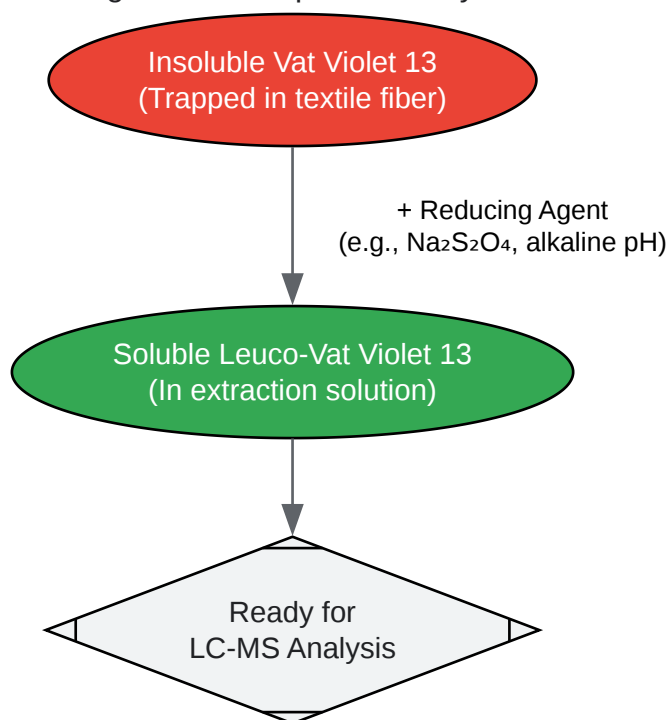 Insoluble Vat Violet 13
(Trapped in textile fiber)
+ Reducing Agent
(e.g., Na₂S₂O₄, alkaline pH)
Soluble Leuco-Vat Violet 13
(In extraction solution)
Ready for
LC-MS Analysis